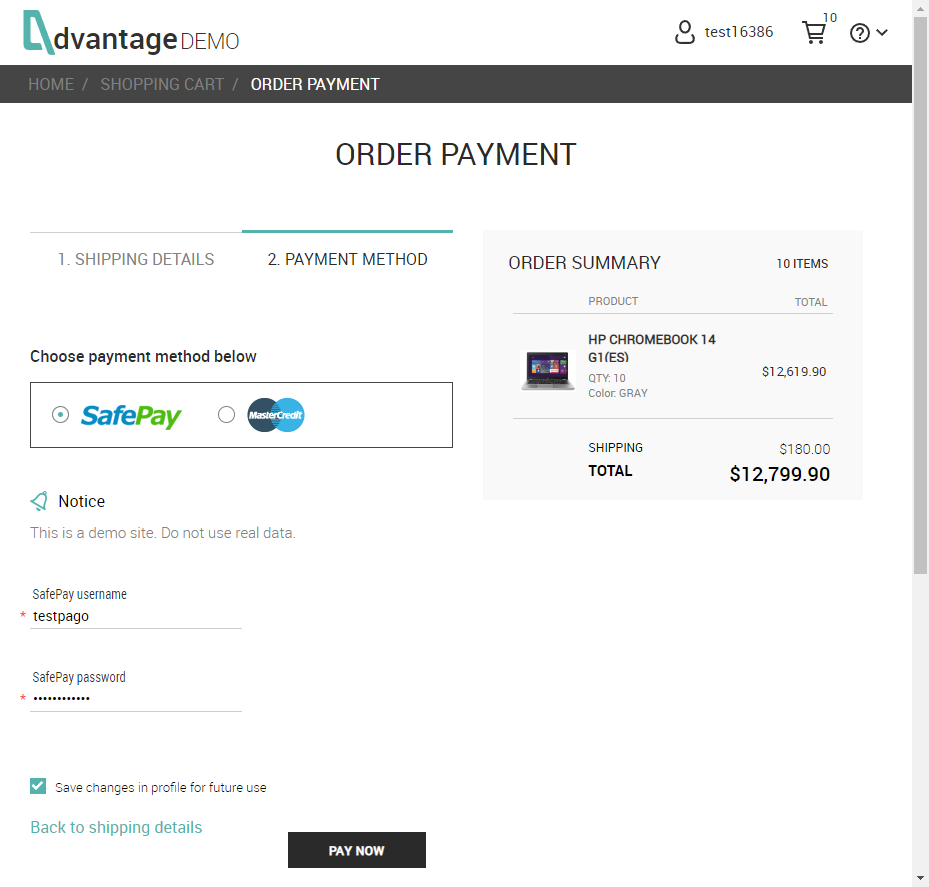 dvantage DEMO
test16386
10
?
HOME / SHOPPING CART / ORDER PAYMENT
ORDER PAYMENT
1. SHIPPING DETAILS
2. PAYMENT METHOD
Choose payment method below
SafePay
MasterCredit
Notice
This is a demo site. Do not use real data.
SafePay username
* testpago
SafePay password
* ••••••••••••
Save changes in profile for future use
Back to shipping details
PAY NOW
ORDER SUMMARY
10 ITEMS
PRODUCT
TOTAL
HP CHROMEBOOK 14
G1(ES)
QTY: 10
Color: GRAY
$12,619.90
SHIPPING
$180.00
TOTAL
$12,799.90